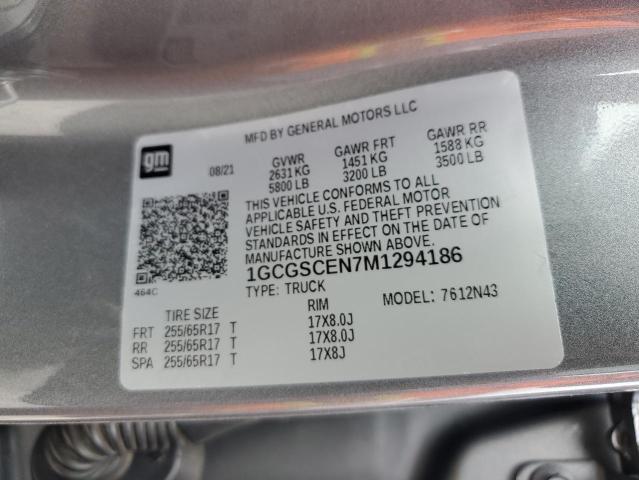 MFD BY GENERAL MOTORS LLC
gm
08/21
GVWR GAWR FRT GAWR RR
2631 KG 1451 KG 1588 KG
5800 LB 3200 LB 3500 LB
THIS VEHICLE CONFORMS TO ALL
APPLICABLE U.S. FEDERAL MOTOR
VEHICLE SAFETY AND THEFT PREVENTION
STANDARDS IN EFFECT ON THE DATE OF
MANUFACTURE SHOWN ABOVE.
1GCGSCEN7M1294186
464C
TYPE: TRUCK MODEL: 7612N43
TIRE SIZE RIM
FRT 255/65R17 T 17X8.0J
RR 255/65R17 T 17X8.0J
SPA 255/65R17 T 17X8J